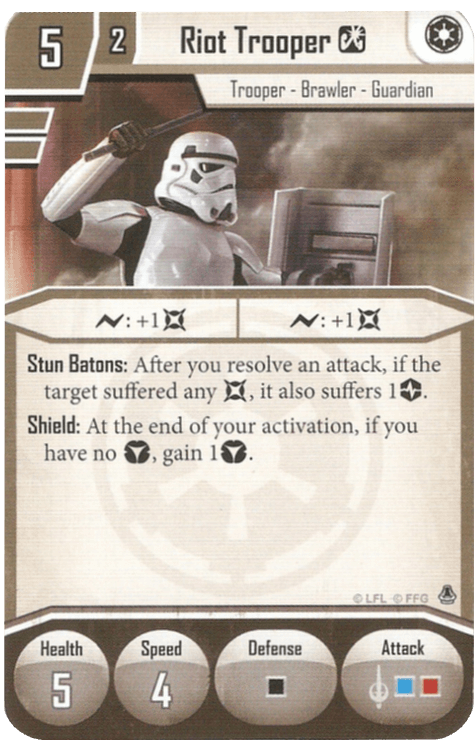 5 2 Riot Trooper
Trooper - Brawler - Guardian
: +1 : +1
Stun Batons: After you resolve an attack, if the
target suffered any , it also suffers 1 .
Shield: At the end of your activation, if you
have no , gain 1 .
© LFL © FFG
Health Speed Defense Attack
5 4